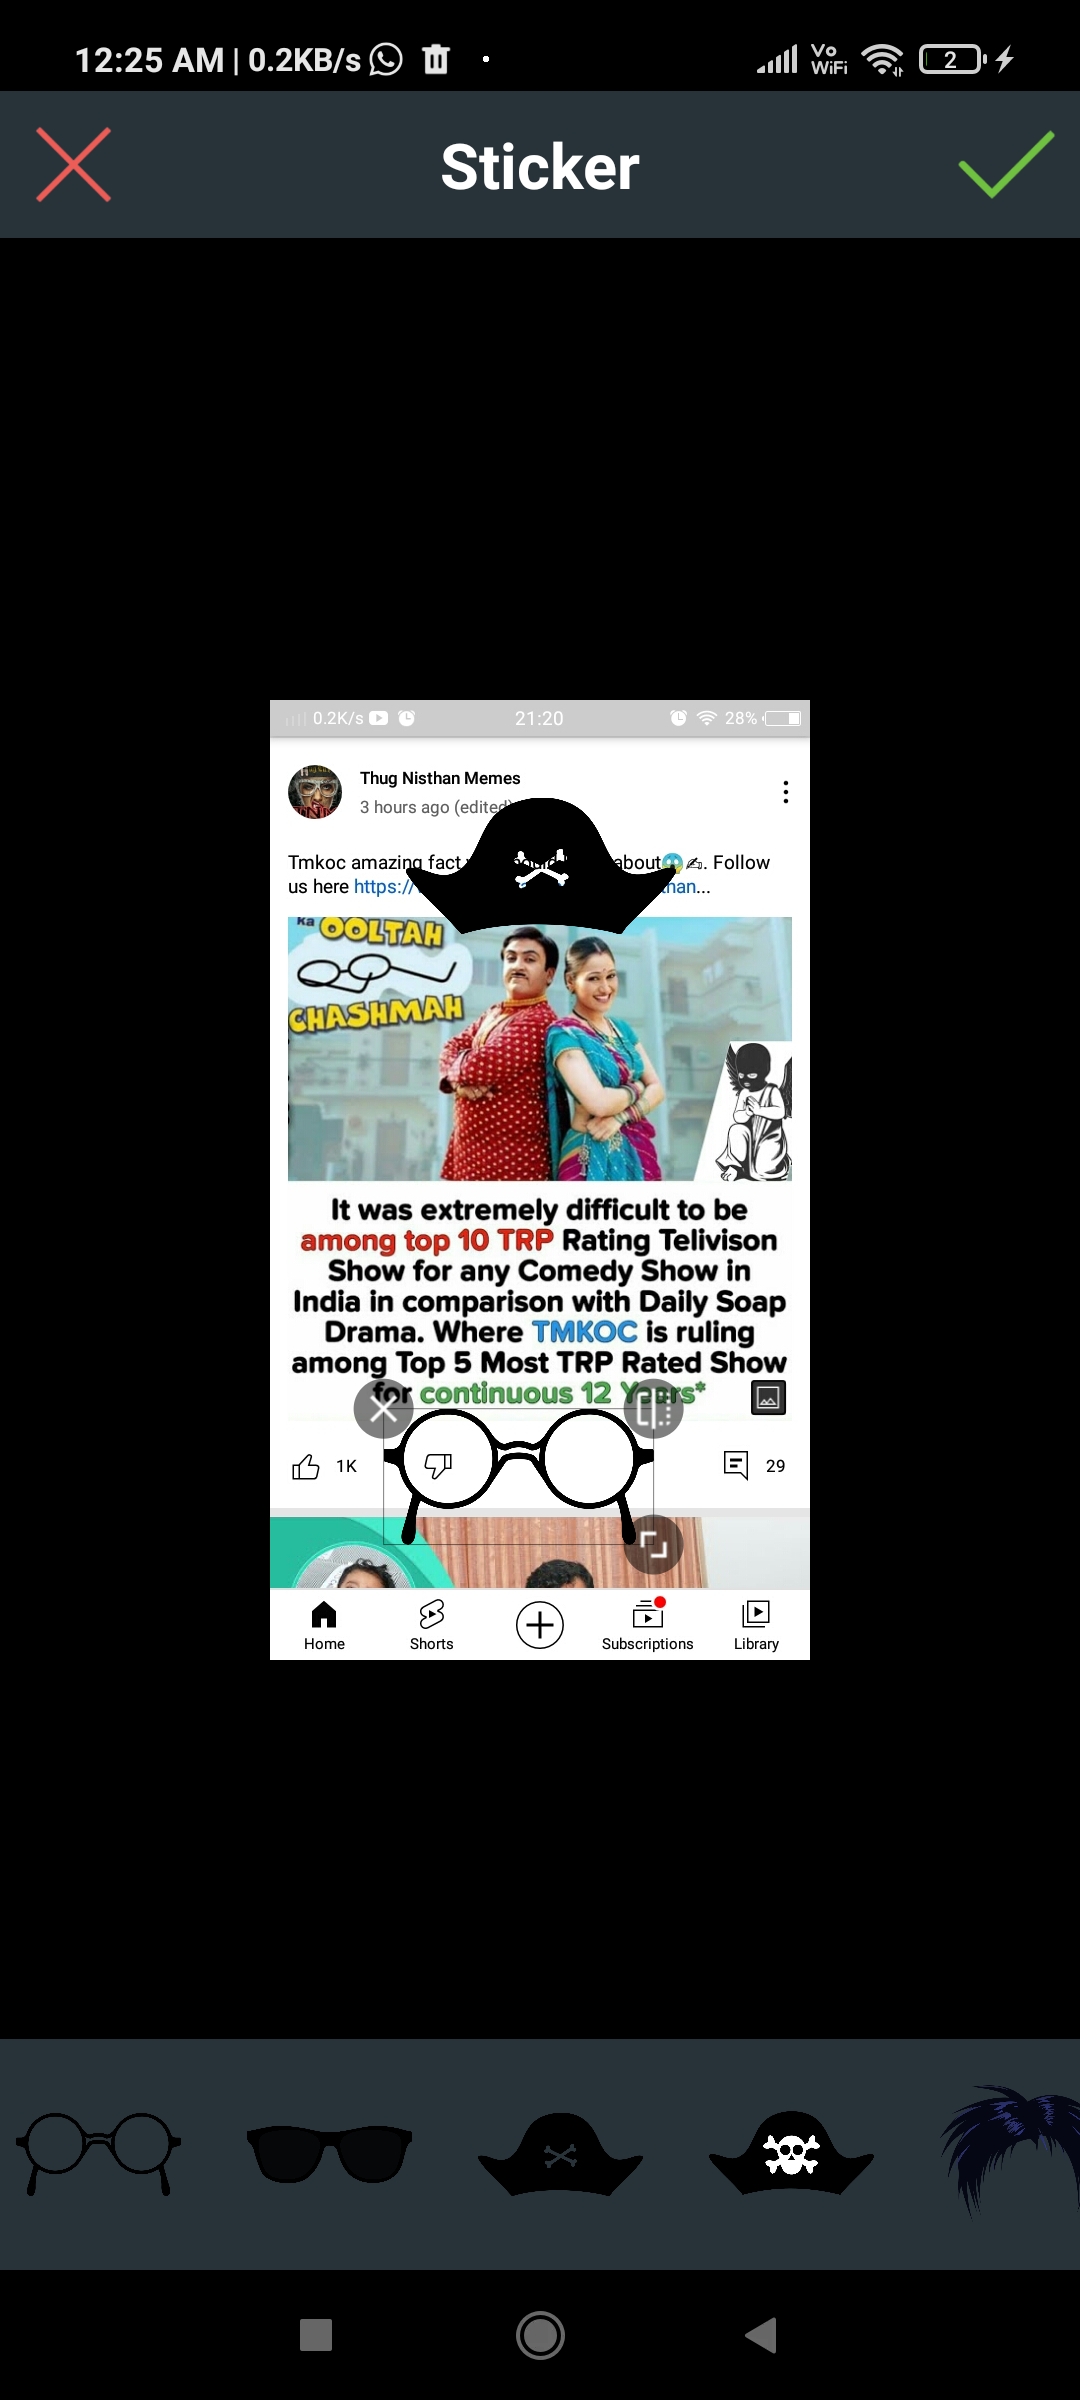 12:25 AM | 0.2KB/s
Vo WiFi 2
Sticker
0.2K/s 21:20 28%
Thug Nisthan Memes
3 hours ago (edited)
Tmkoc amazing fact about😱✍. Follow
us here https:// than...
ka OOLTAH
CHASHMAH
It was extremely difficult to be
among top 10 TRP Rating Telivison
Show for any Comedy Show in
India in comparison with Daily Soap
Drama. Where TMKOC is ruling
among Top 5 Most TRP Rated Show
for continuous 12 Years*
1K 29
Home Shorts Subscriptions Library